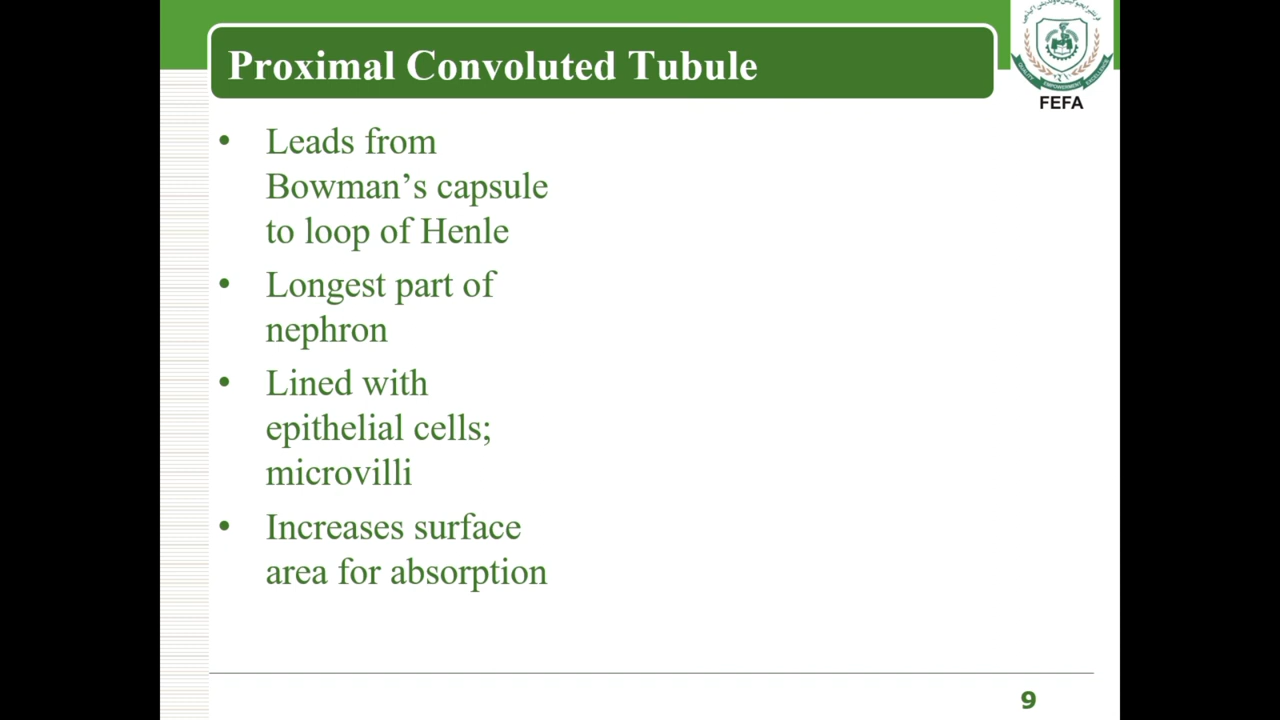 Proximal Convoluted Tubule
FEFA
• Leads from
Bowman’s capsule
to loop of Henle
• Longest part of
nephron
• Lined with
epithelial cells;
microvilli
• Increases surface
area for absorption
9